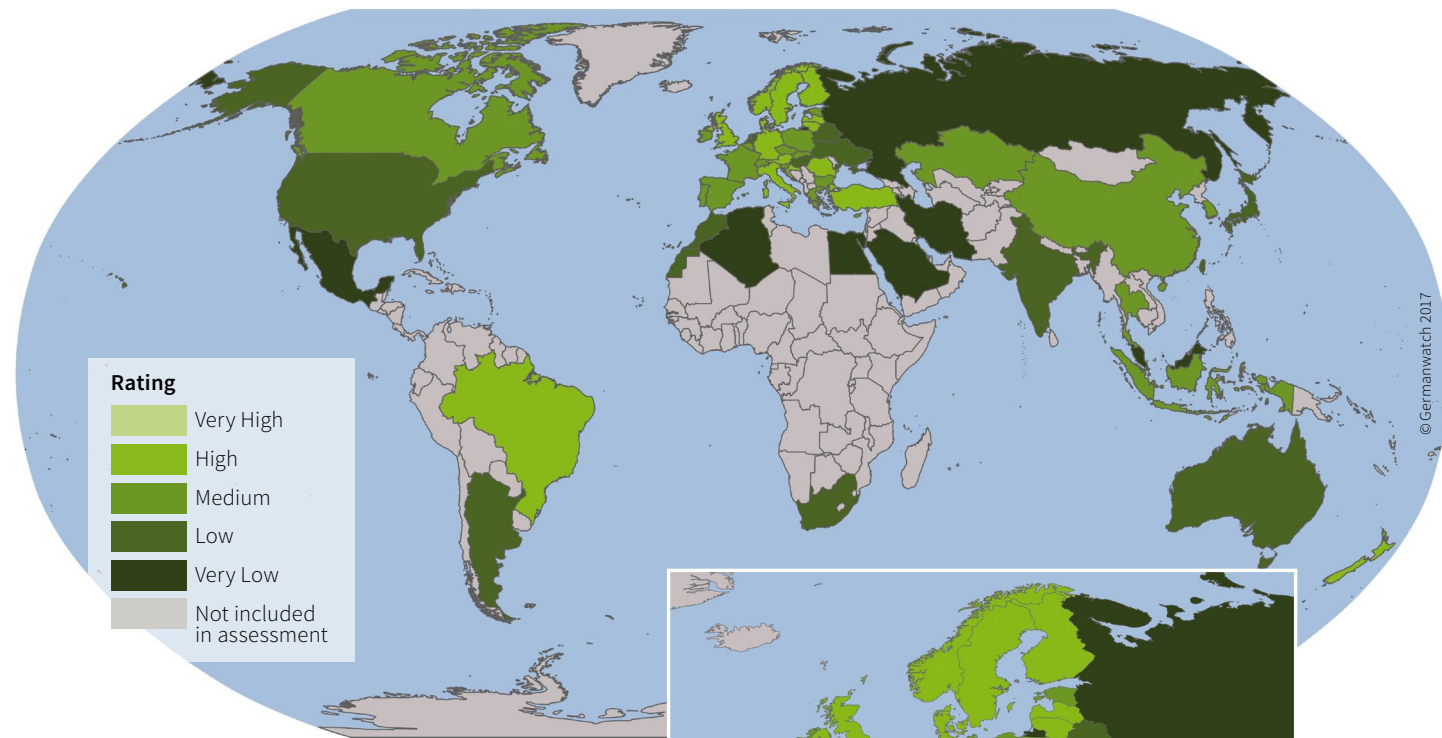 Rating
Very High
High
Medium
Low
Very Low
Not included
in assessment
© Germanwatch 2017